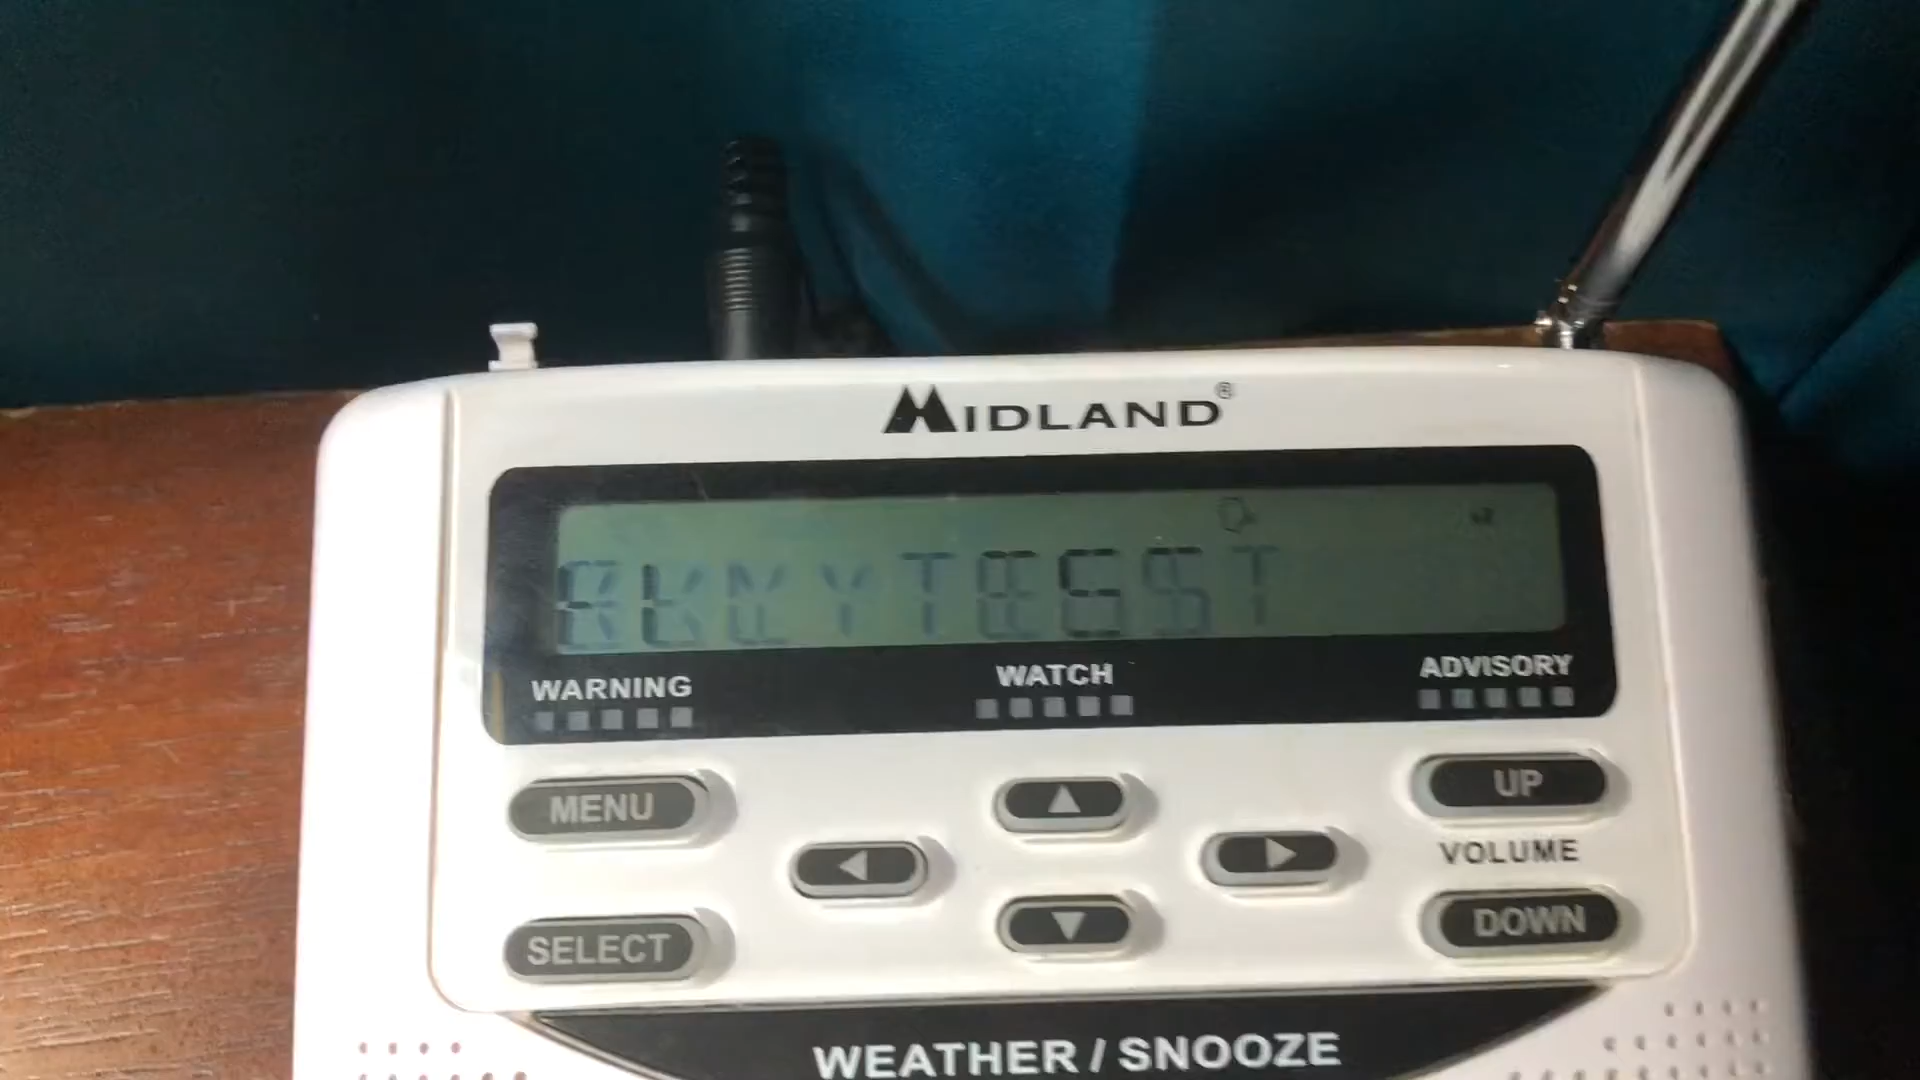 MIDLAND®
WARNING
WATCH
ADVISORY
MENU
UP
VOLUME
SELECT
DOWN
WEATHER / SNOOZE